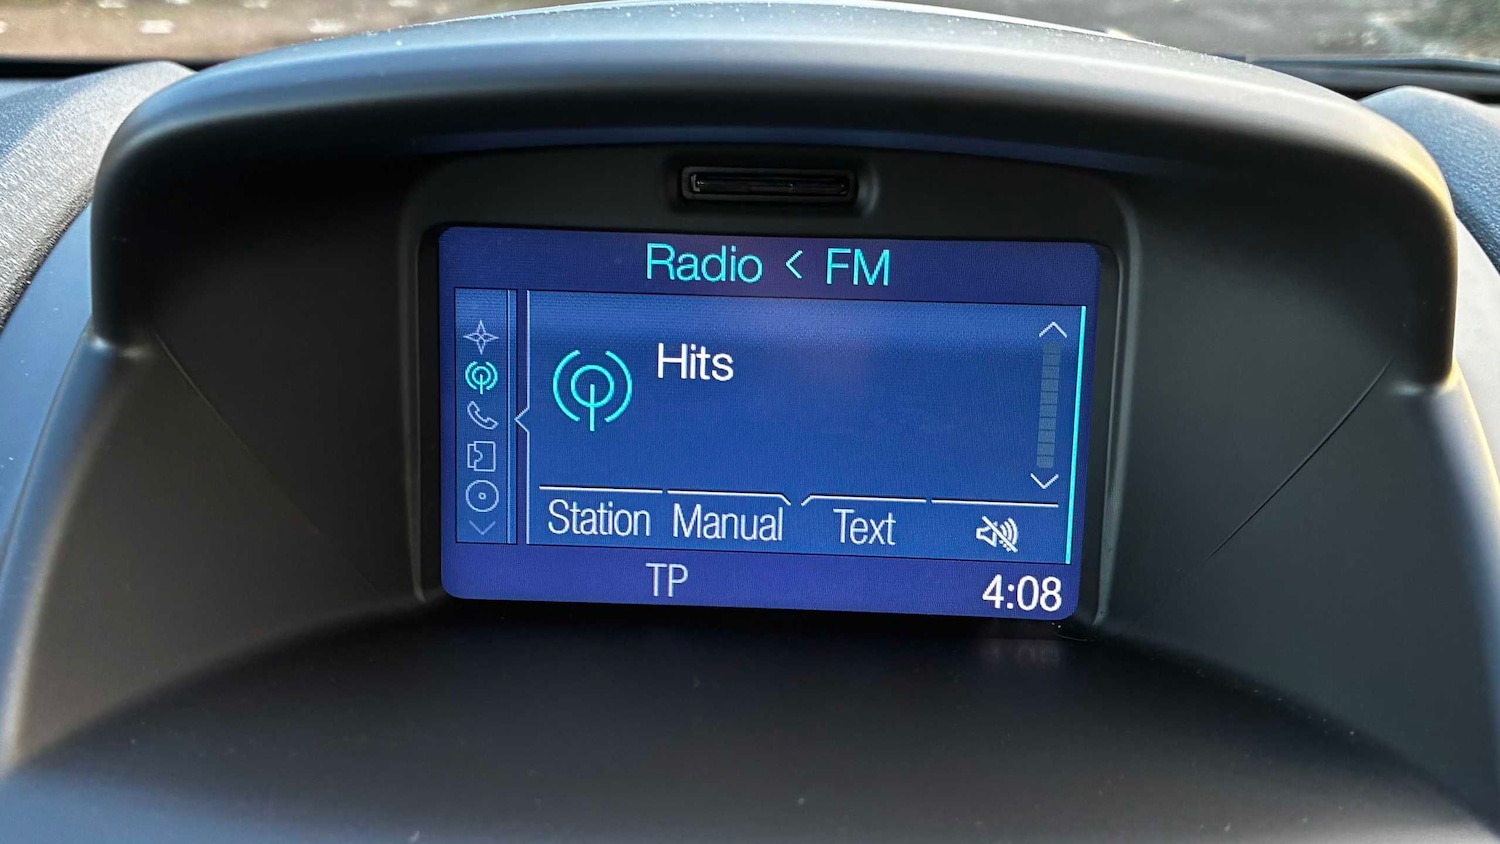 Radio < FM
Hits
Station Manual Text
TP 4:08